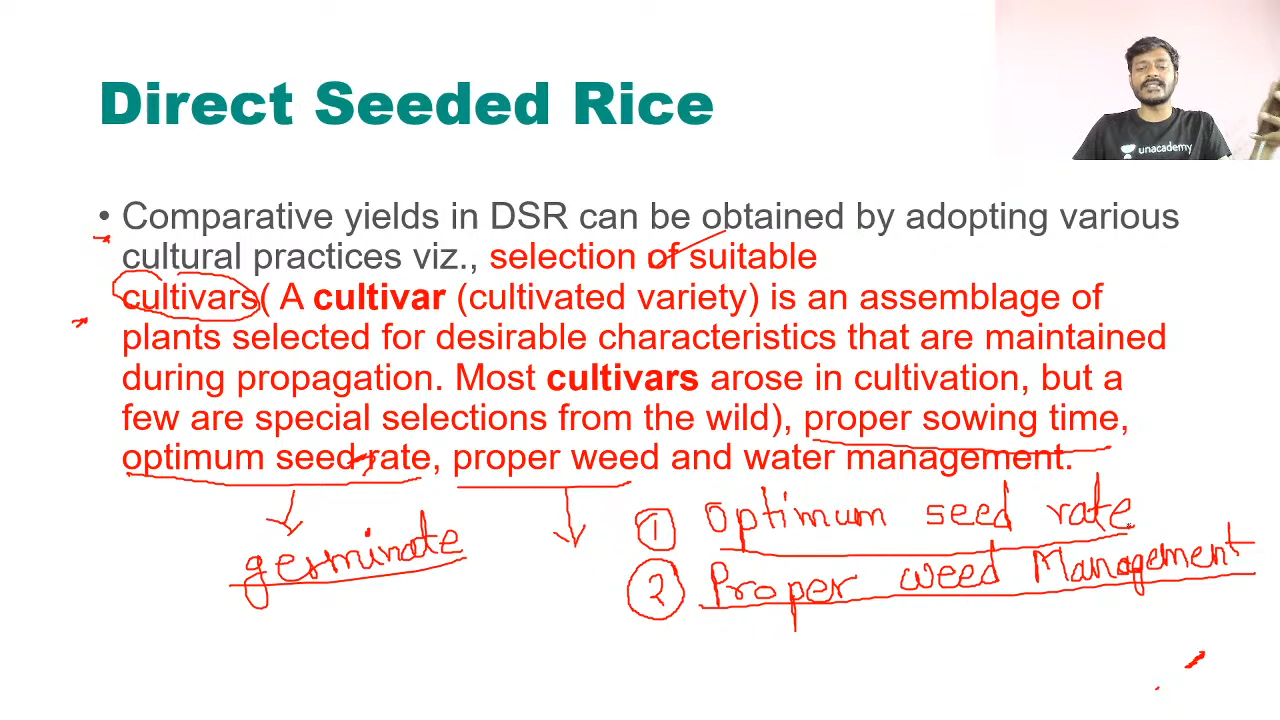 Direct Seeded Rice
unacademy
• Comparative yields in DSR can be obtained by adopting various
cultural practices viz., selection of suitable
cultivars( A cultivar (cultivated variety) is an assemblage of
plants selected for desirable characteristics that are maintained
during propagation. Most cultivars arose in cultivation, but a
few are special selections from the wild), proper sowing time,
optimum seed rate, proper weed and water management.
germinate
1 Optimum seed rate
2 Proper weed Management